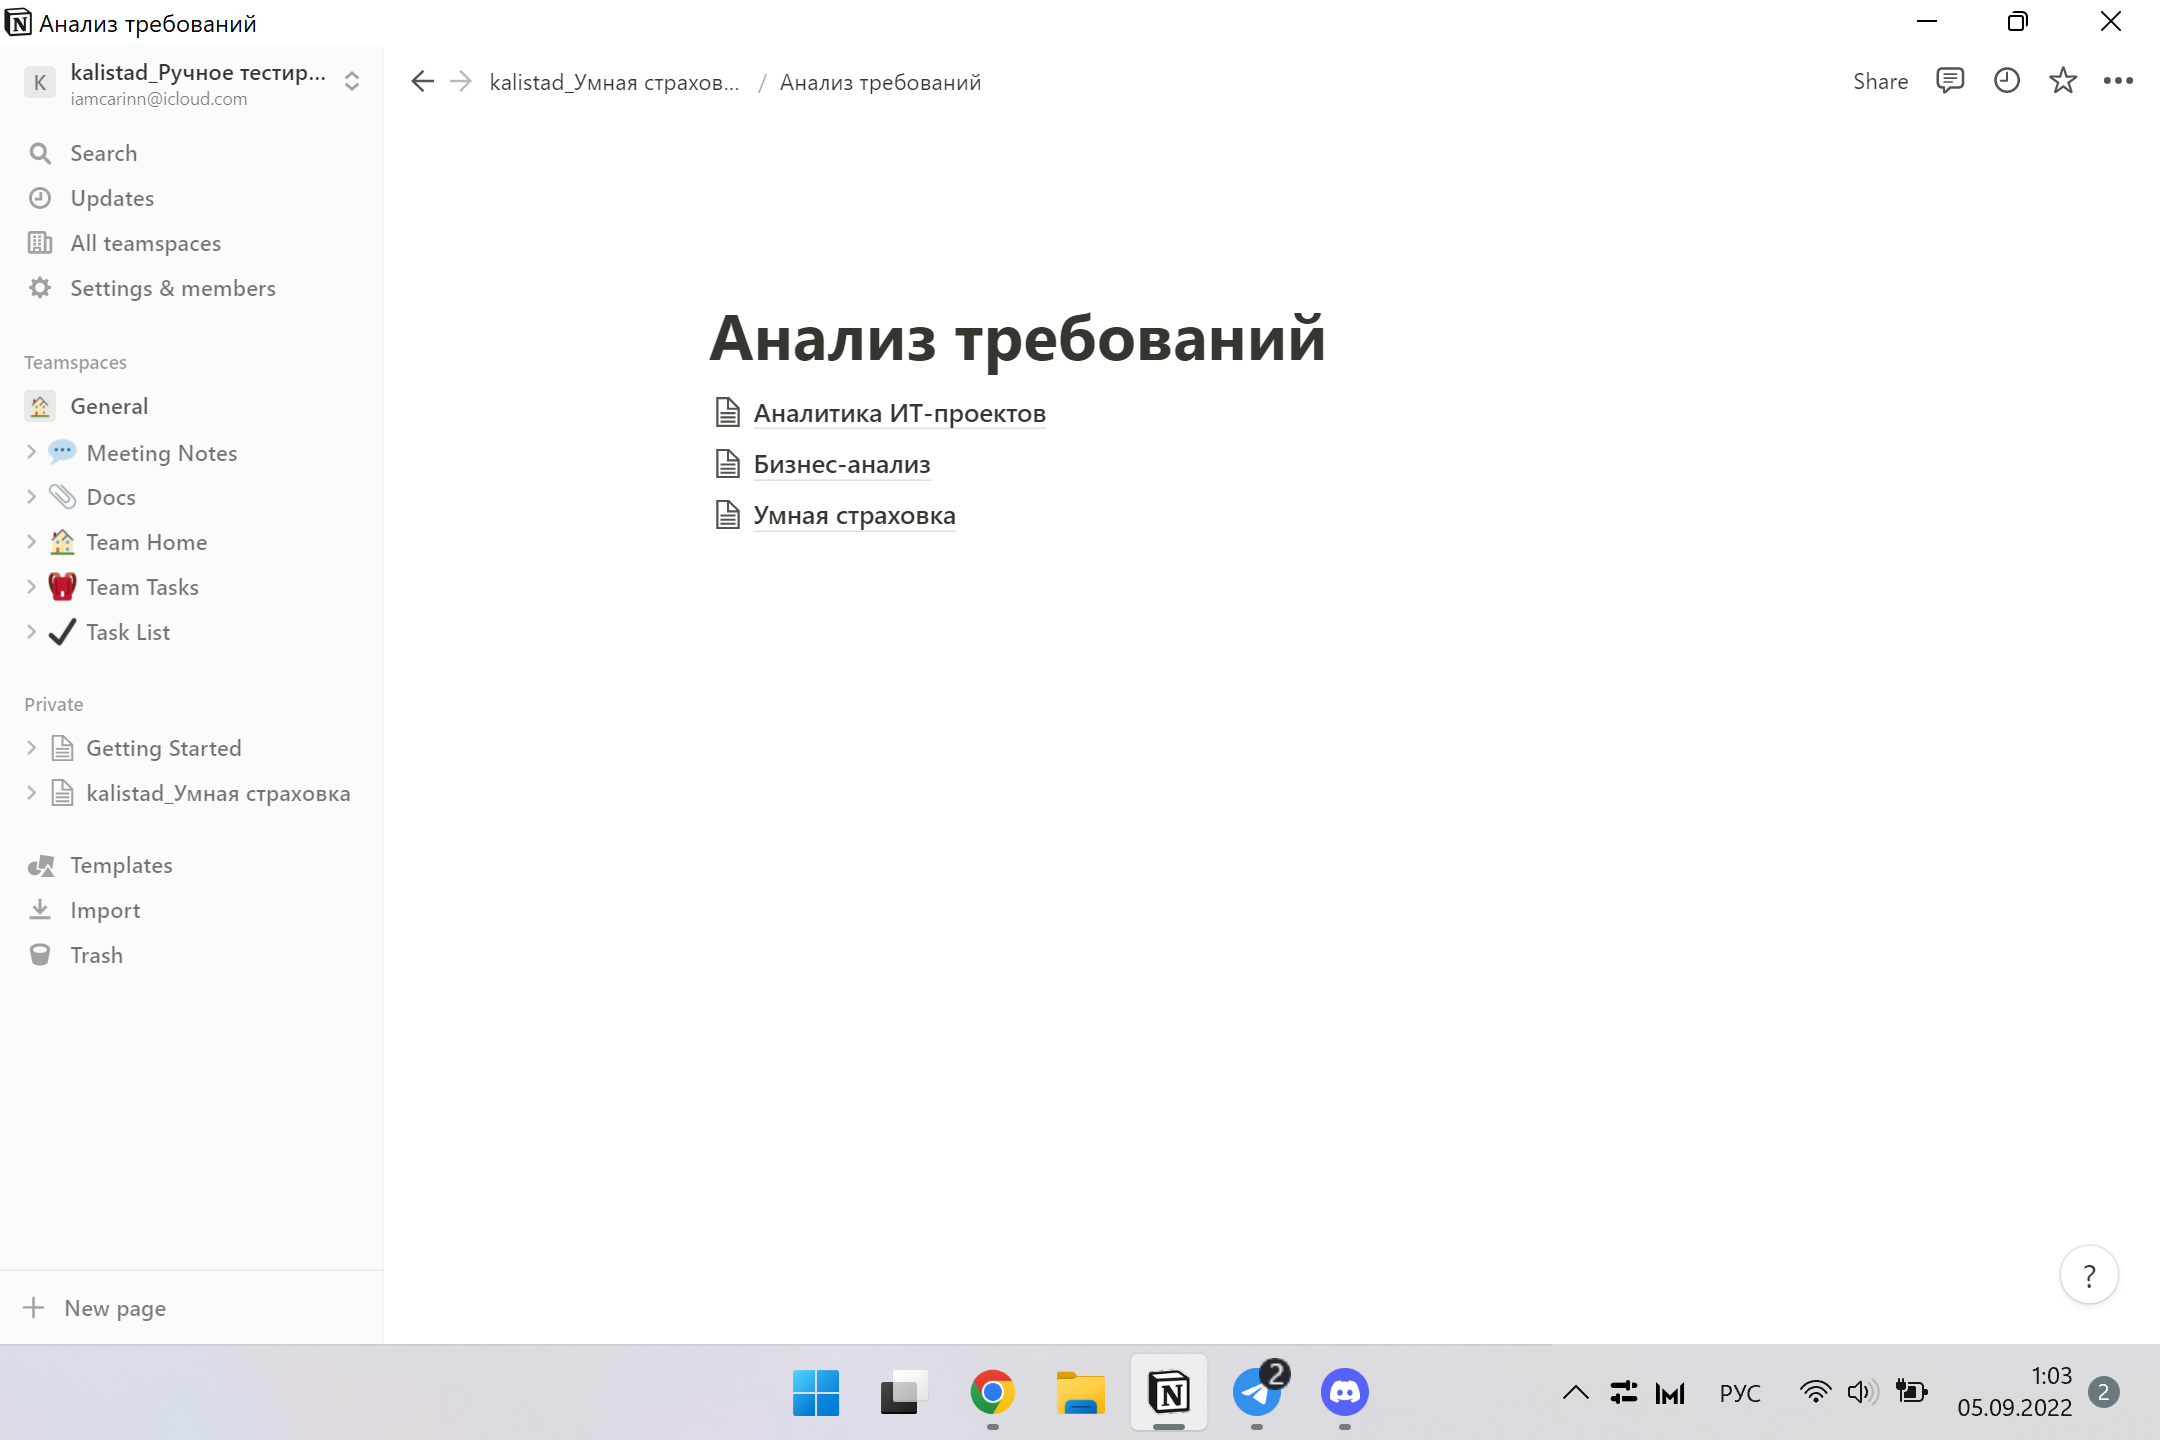 Анализ требований
K
kalistad_Ручное тестир...
iamcarinn@icloud.com
Search
Updates
All teamspaces
Settings & members
Teamspaces
General
Meeting Notes
Docs
Team Home
Team Tasks
Task List
Private
Getting Started
kalistad_Умная страховка
Templates
Import
Trash
New page
kalistad_Умная страхов... / Анализ требований
Share
Анализ требований
Аналитика ИТ-проектов
Бизнес-анализ
Умная страховка
?
2
РУС
1:03
05.09.2022
2